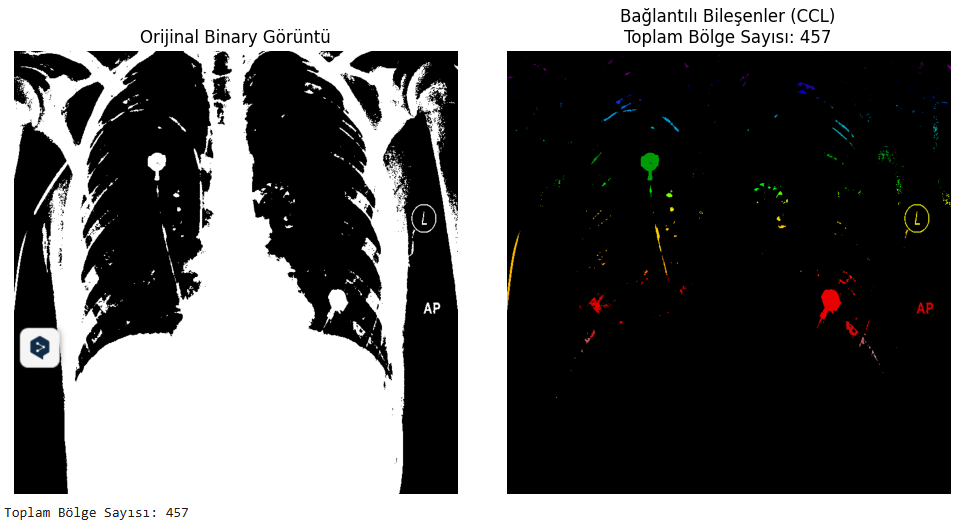 Orijinal Binary Görüntü
Bağlantılı Bileşenler (CCL)
Toplam Bölge Sayısı: 457
L
AP
L
AP
Toplam Bölge Sayısı: 457